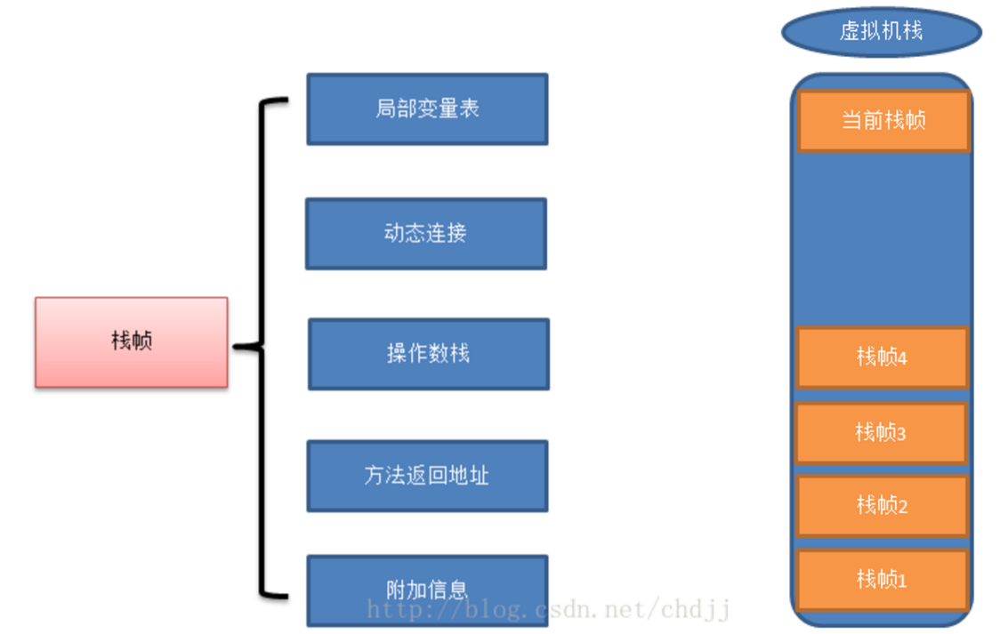 栈帧
局部变量表
动态连接
操作数栈
方法返回地址
附加信息
http://blog.csdn.net/chdjj
虚拟机栈
当前栈帧
栈帧4
栈帧3
栈帧2
栈帧1